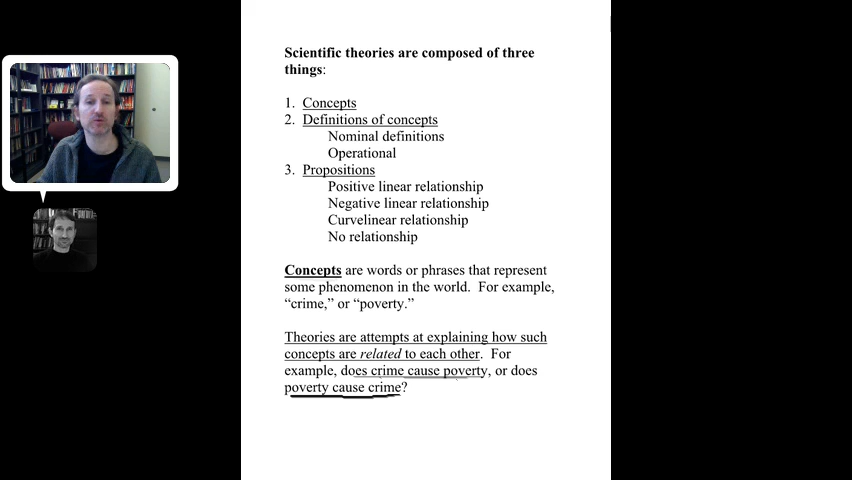 Scientific theories are composed of three
things:
1. Concepts
2. Definitions of concepts
Nominal definitions
Operational
3. Propositions
Positive linear relationship
Negative linear relationship
Curvelinear relationship
No relationship
Concepts are words or phrases that represent
some phenomenon in the world. For example,
“crime,” or “poverty.”
Theories are attempts at explaining how such
concepts are related to each other. For
example, does crime cause poverty, or does
poverty cause crime?